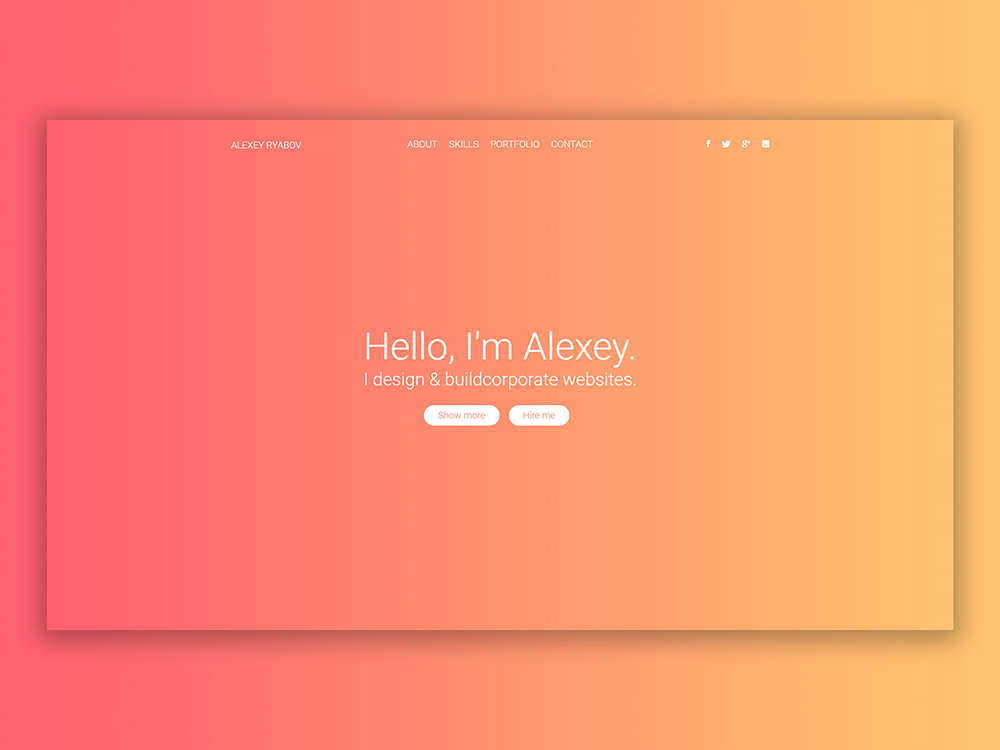 ALEXEY RYABOV
ABOUT SKILLS PORTFOLIO CONTACT
Hello, I'm Alexey.
I design & buildcorporate websites.
Show more Hire me